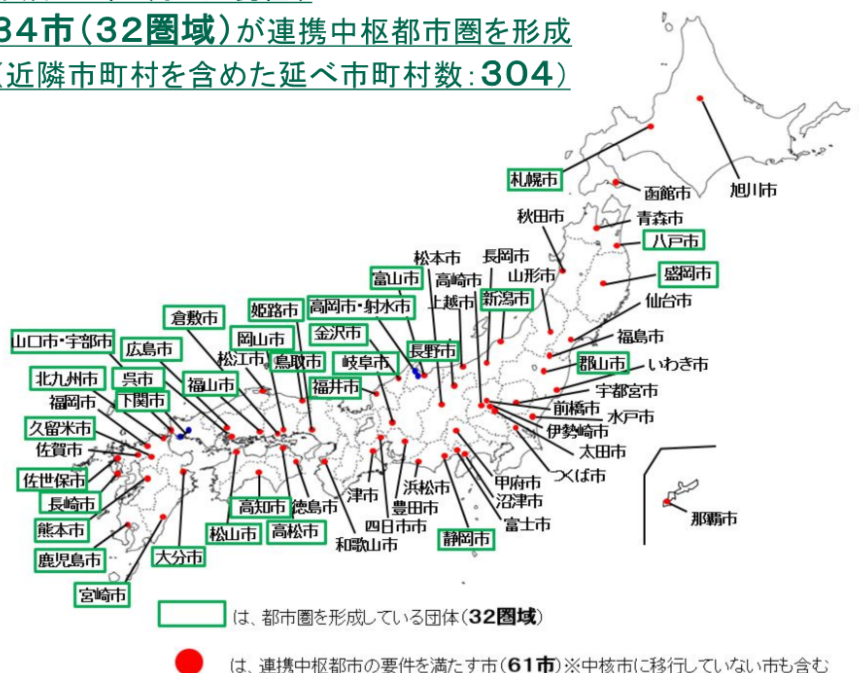 34市(32圏域)が連携中枢都市圏を形成
(近隣市町村を含めた延べ市町村数:304)
札幌市
旭川市
函館市
秋田市
青森市
八戸市
松本市
長岡市
富山市
高崎市
山形市
盛岡市
倉敷市
姫路市
高岡市・射水市
上越市
新潟市
仙台市
山口市・宇部市
広島市
岡山市
金沢市
福島市
松江市
鳥取市
岐阜市
長野市
郡山市
いわき市
北九州市
呉市
福山市
福井市
宇都宮市
福岡市
下関市
前橋市
水戸市
久留米市
伊勢崎市
佐賀市
太田市
佐世保市
つくば市
甲府市
長崎市
高知市
徳島市
津市
浜松市
沼津市
豊田市
熊本市
四日市市
富士市
那覇市
松山市
高松市
和歌山市
静岡市
鹿児島市
大分市
宮崎市
は、都市圏を形成している団体(32圏域)
は、連携中枢都市の要件を満たす市(61市)※中核市に移行していない市も含む